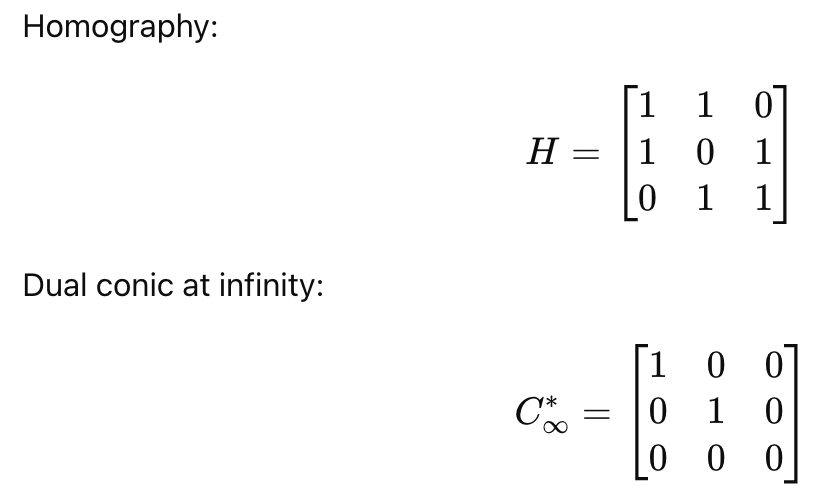 Homography:
H = [1 1 0
1 0 1
0 1 1]
Dual conic at infinity:
C*∞ = [1 0 0
0 1 0
0 0 0]